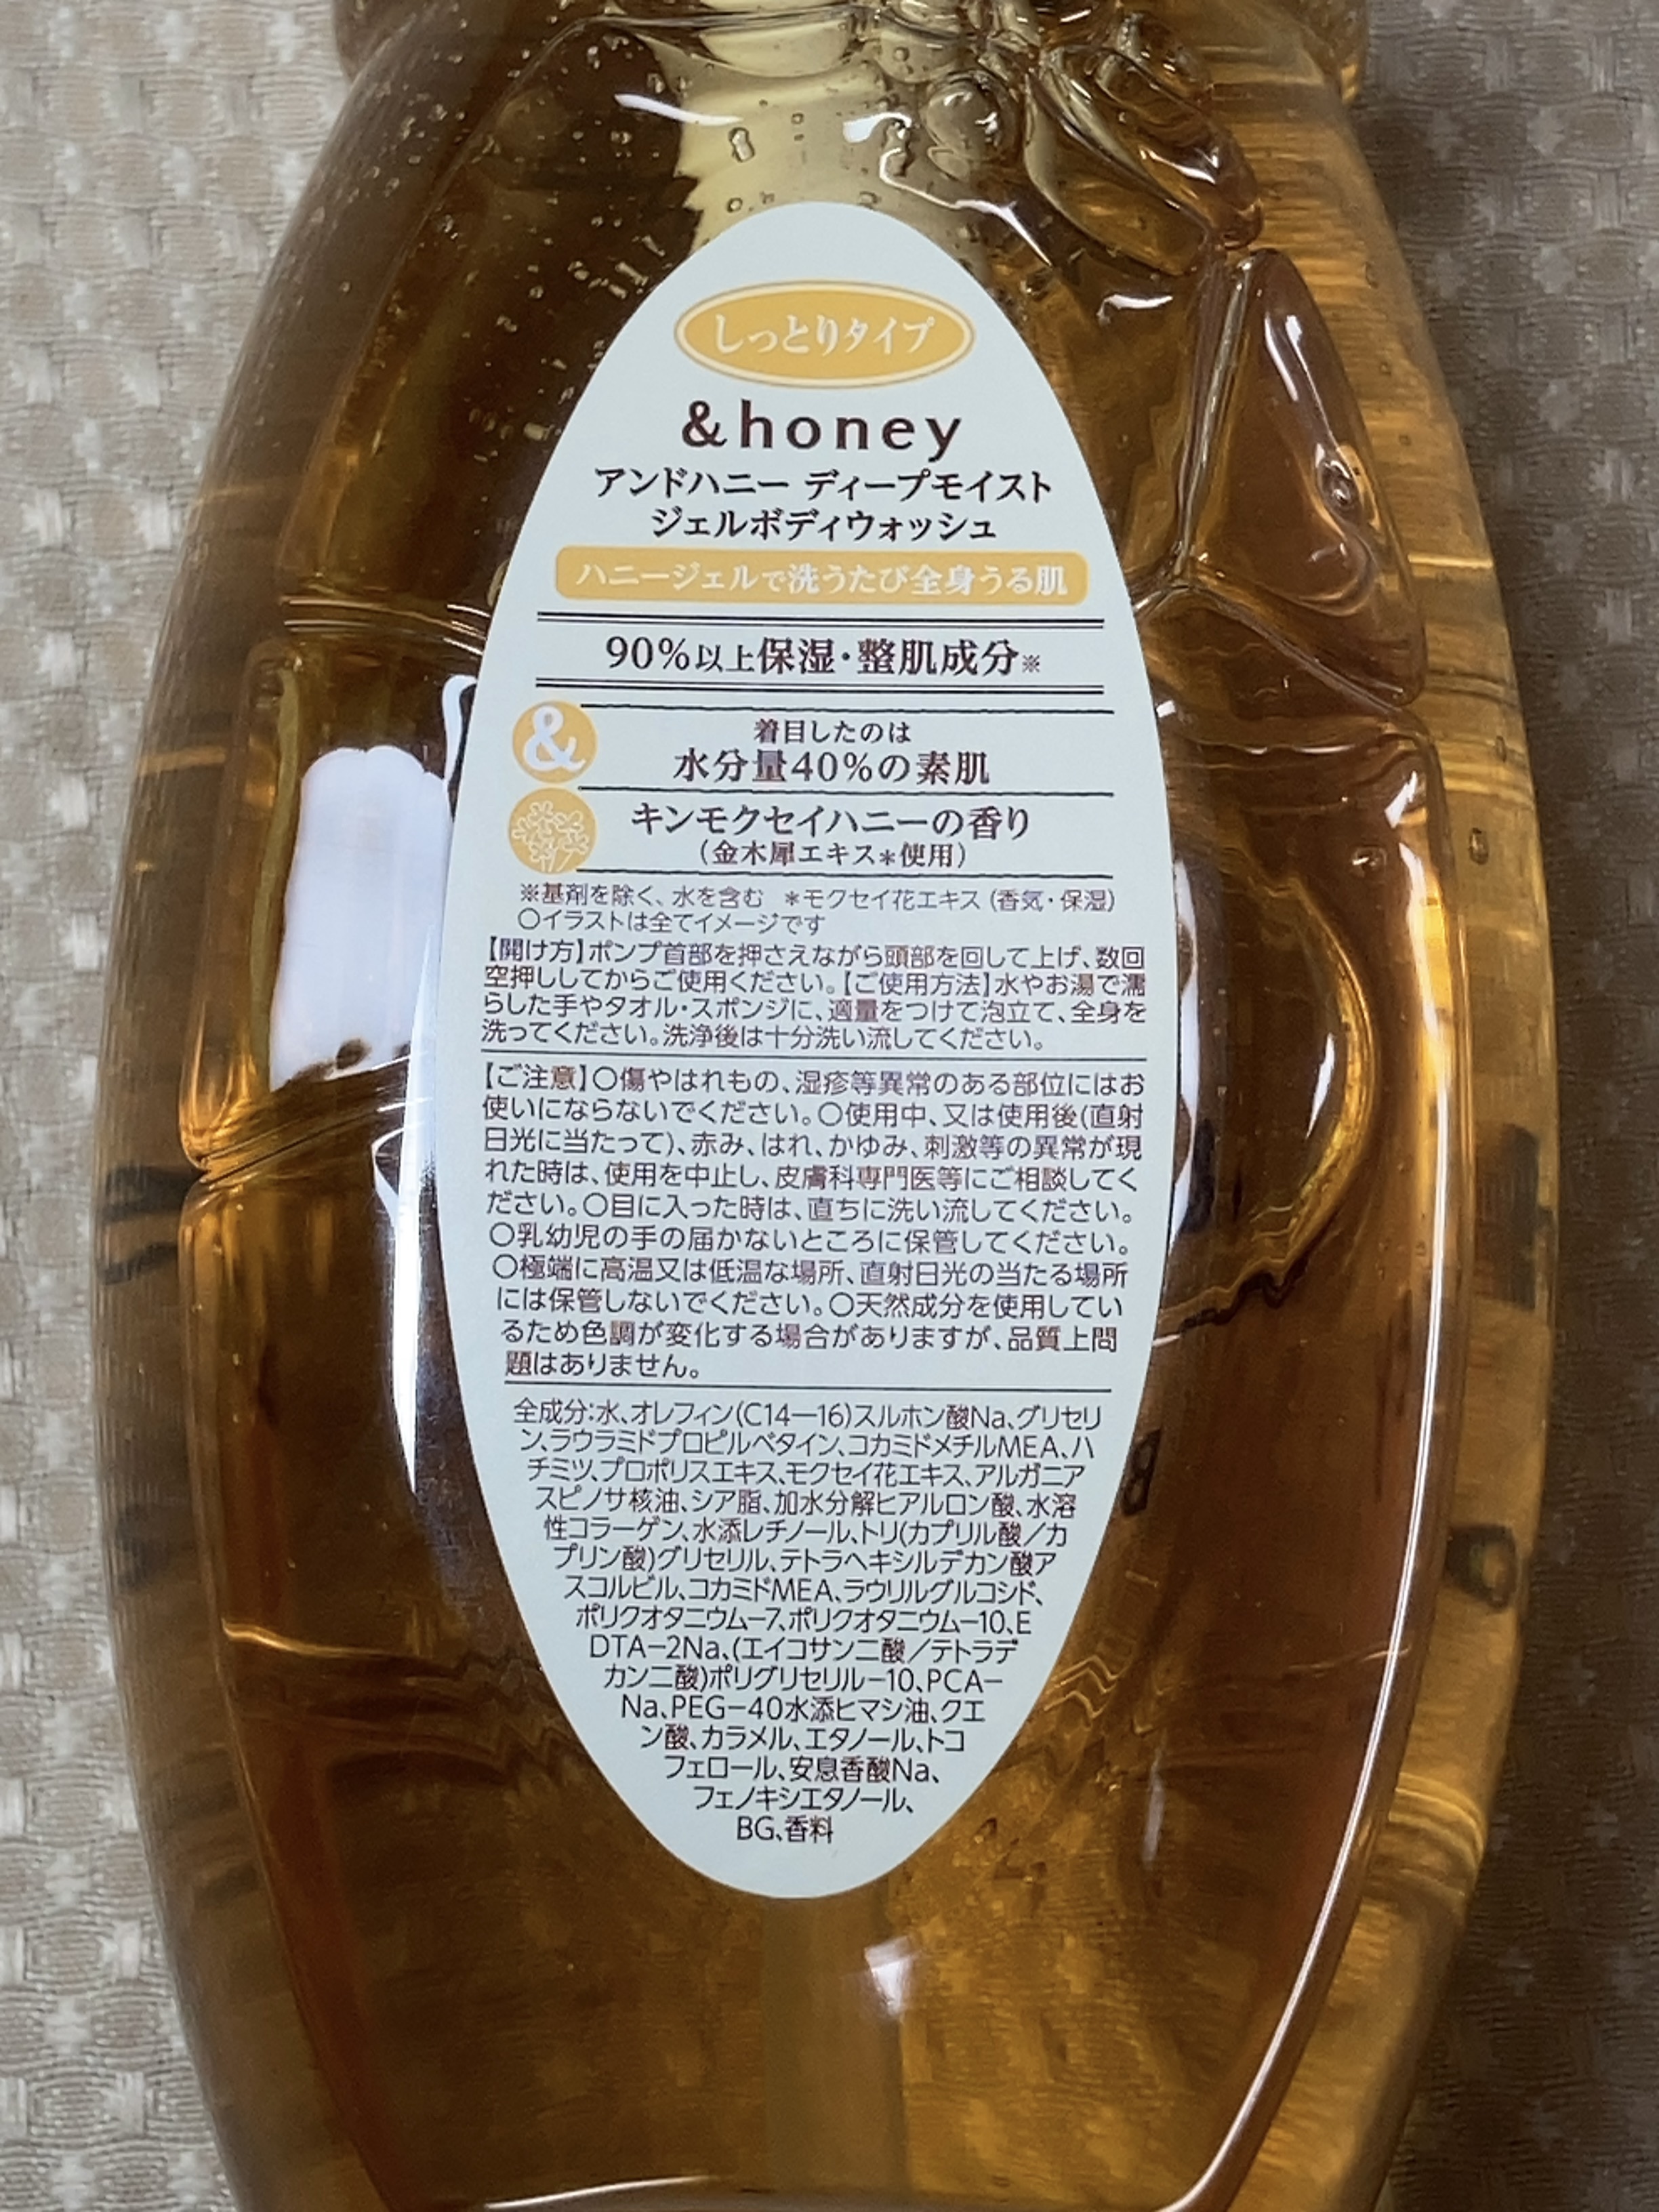 しっとりタイプ
&honey
アンドハニー ディープモイスト
ジェルボディウォッシュ
ハニージェルで洗うたび全身うる肌
90%以上保湿・整肌成分※
&
着目したのは
水分量40%の素肌
キンモクセイハニーの香り
(金木犀エキス*使用)
※基剤を除く、水を含む *モクセイ花エキス(香気・保湿)
○イラストは全てイメージです
【開け方】ポンプ首部を押さえながら頭部を回して上げ、数回
空押ししてからご使用ください。【ご使用方法】水やお湯で濡
らした手やタオル・スポンジに、適量をつけて泡立て、全身を
洗ってください。洗浄後は十分洗い流してください。
【ご注意】○傷やはれもの、湿疹等異常のある部位にはお
使いにならないでください。○使用中、又は使用後(直射
日光に当たって)、赤み、はれ、かゆみ、刺激等の異常が現
れた時は、使用を中止し、皮膚科専門医等にご相談してく
ださい。○目に入った時は、直ちに洗い流してください。
○乳幼児の手の届かないところに保管してください。
○極端に高温又は低温な場所、直射日光の当たる場所
には保管しないでください。○天然成分を使用してい
るため色調が変化する場合がありますが、品質上問
題はありません。
全成分:水、オレフィン(C14-16)スルホン酸Na、グリセリ
ン、ラウラミドプロピルベタイン、コカミドメチルMEA、ハ
チミツ、プロポリスエキス、モクセイ花エキス、アルガニア
スピノサ核油、シア脂、加水分解ヒアルロン酸、水溶
性コラーゲン、水添レチノール、トリ(カプリル酸/カ
プリン酸)グリセリル、テトラヘキシルデカン酸ア
スコルビル、コカミドMEA、ラウリルグルコシド、
ポリクオタニウム-7、ポリクオタニウム-10、E
DTA-2Na、(エイコサン二酸/テトラデ
カン二酸)ポリグリセリル-10、PCA-
Na、PEG-40水添ヒマシ油、クエ
ン酸、カラメル、エタノール、トコ
フェロール、安息香酸Na、
フェノキシエタノール、
BG、香料